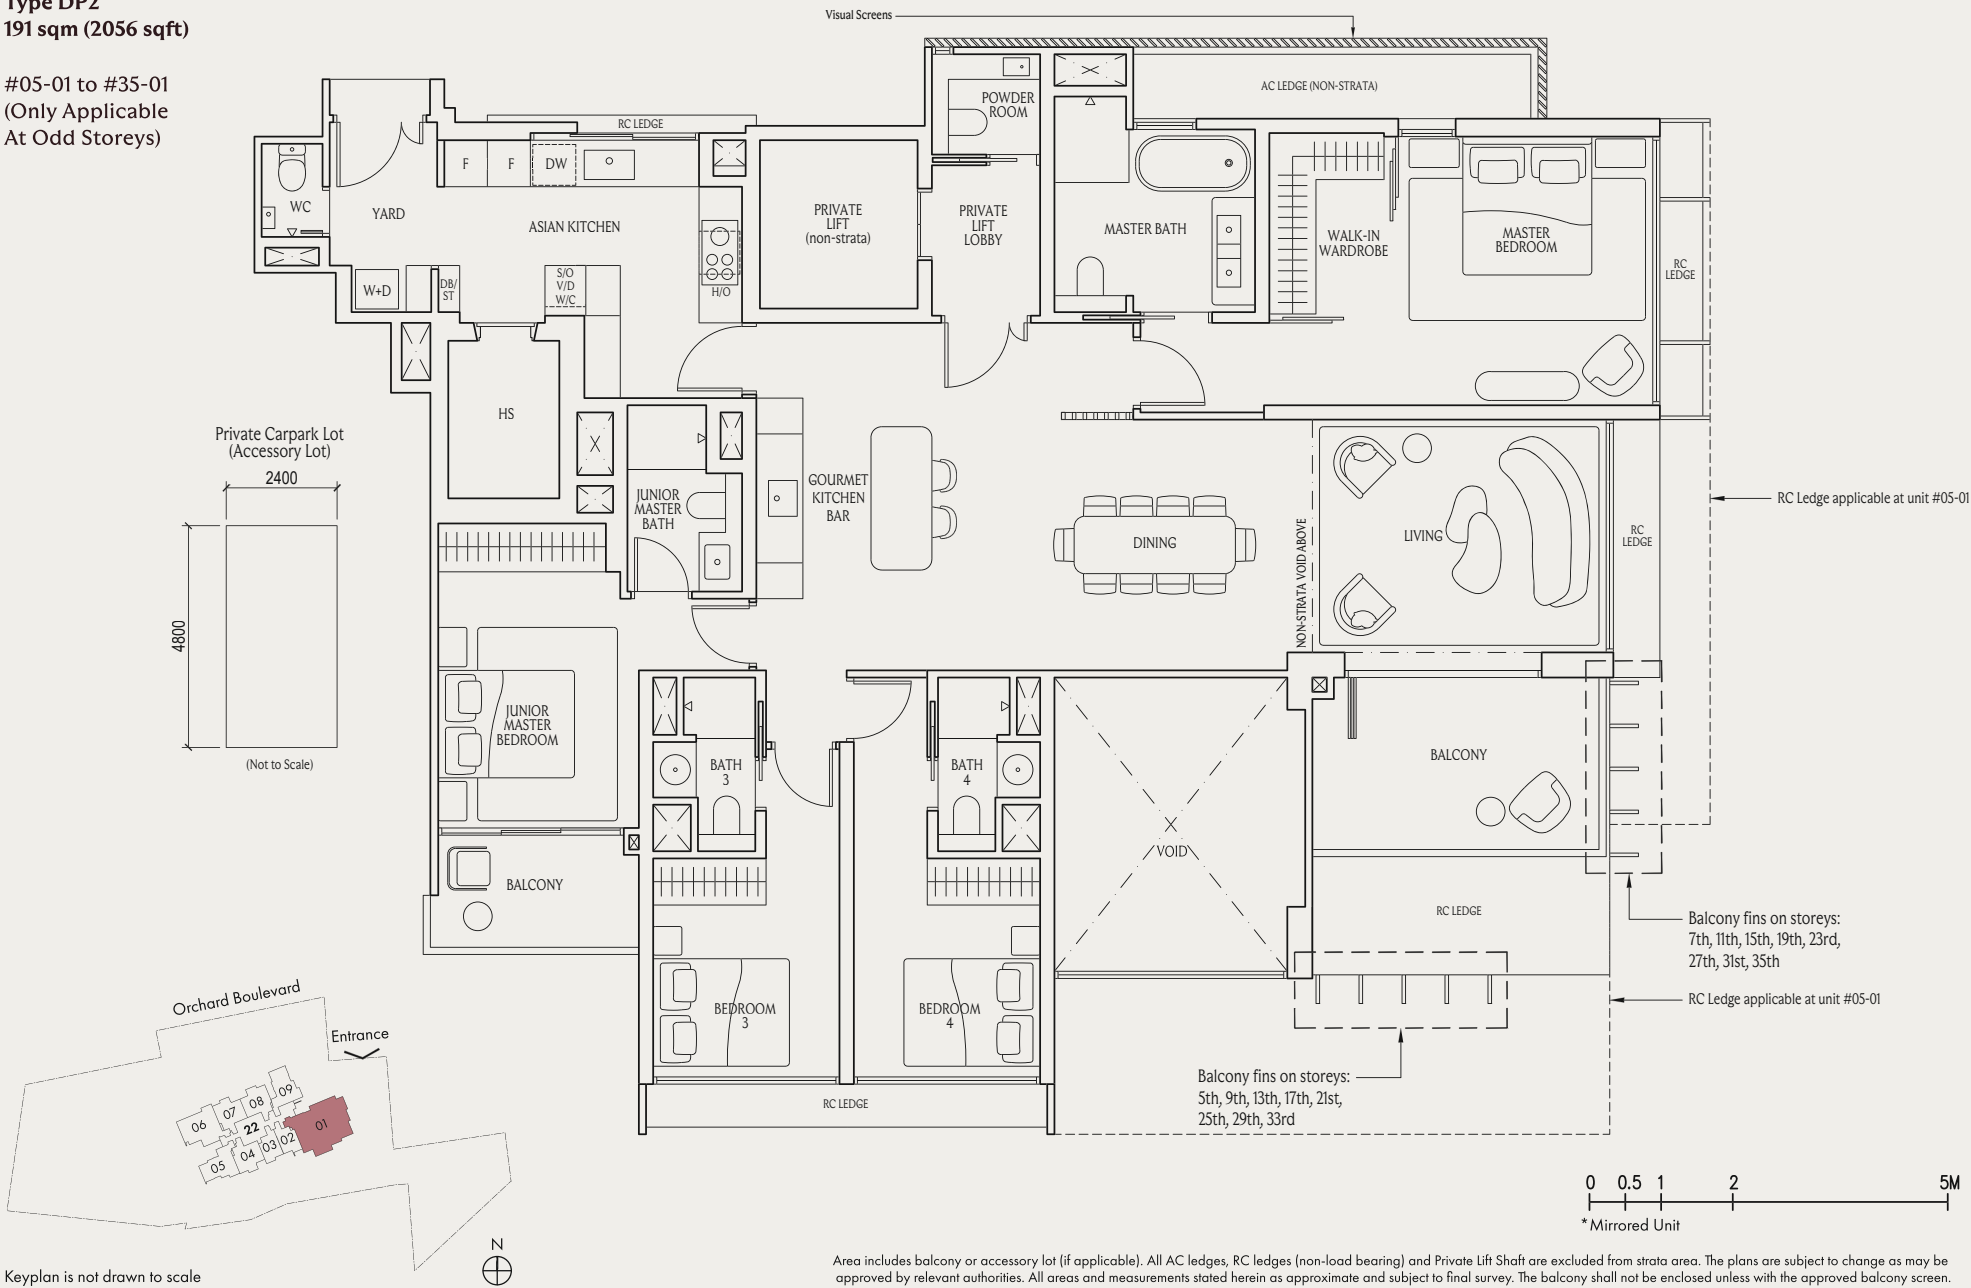 Type DP2
191 sqm (2056 sqft)
#05-01 to #35-01
(Only Applicable
At Odd Storeys)
Visual Screens
AC LEDGE (NON-STRATA)
POWDER
ROOM
RC LEDGE
F
F
DW
WC
YARD
ASIAN KITCHEN
PRIVATE
LIFT
(non-strata)
PRIVATE
LIFT
LOBBY
MASTER BATH
WALK-IN
WARDROBE
MASTER
BEDROOM
RC
LEDGE
W+D
DB/
ST
S/O
V/D
W/C
H/O
HS
Private Carpark Lot
(Accessory Lot)
2400
4800
(Not to Scale)
JUNIOR
MASTER
BATH
GOURMET
KITCHEN
BAR
DINING
NON-STRATA VOID ABOVE
LIVING
RC
LEDGE
RC Ledge applicable at unit #05-01
JUNIOR
MASTER
BEDROOM
BATH
3
BATH
4
VOID
BALCONY
BALCONY
RC LEDGE
Balcony fins on storeys:
7th, 11th, 15th, 19th, 23rd,
27th, 31st, 35th
RC Ledge applicable at unit #05-01
BEDROOM
3
BEDROOM
4
RC LEDGE
Balcony fins on storeys:
5th, 9th, 13th, 17th, 21st,
25th, 29th, 33rd
Orchard Boulevard
Entrance
09
08
07
06
22
01
02
03
04
05
N
Keyplan is not drawn to scale
0 0.5 1 2 5M
*Mirrored Unit
Area includes balcony or accessory lot (if applicable). All AC ledges, RC ledges (non-load bearing) and Private Lift Shaft are excluded from strata area. The plans are subject to change as may be
approved by relevant authorities. All areas and measurements stated herein as approximate and subject to final survey. The balcony shall not be enclosed unless with the approved balcony screen.